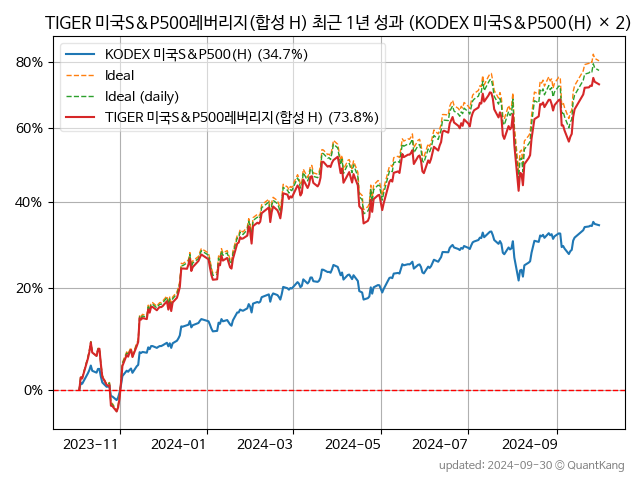 TIGER 미국S&P500레버리지(합성 H) 최근 1년 성과 (KODEX 미국S&P500(H) × 2)
80%
60%
40%
20%
0%
KODEX 미국S&P500(H) (34.7%)
Ideal
Ideal (daily)
TIGER 미국S&P500레버리지(합성 H) (73.8%)
2023-11
2024-01
2024-03
2024-05
2024-07
2024-09
updated: 2024-09-30 © QuantKang